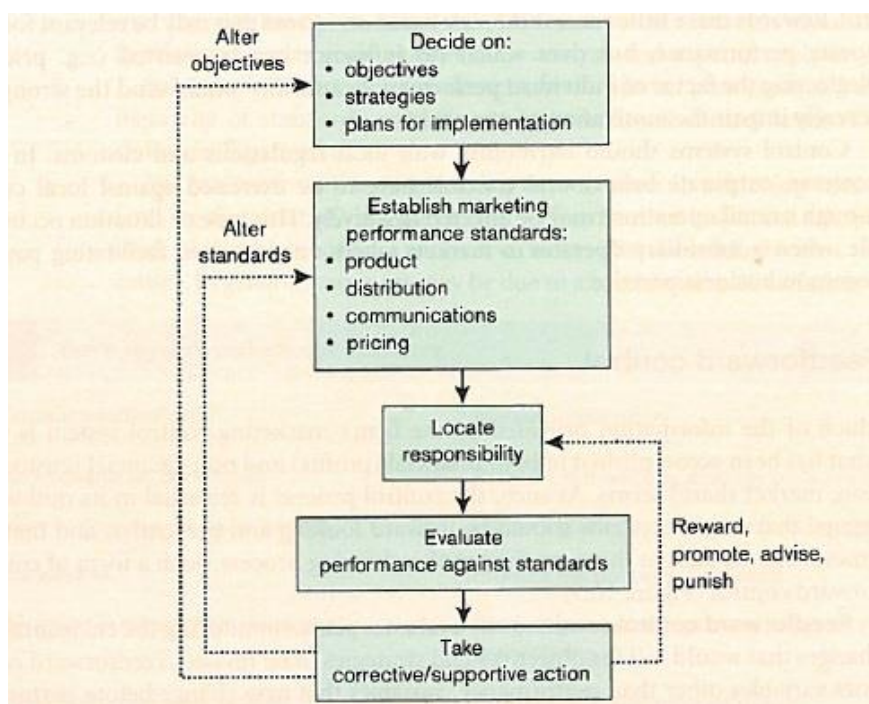 Alter
objectives
Decide on:
• objectives
• strategies
• plans for implementation
Alter
standards
Establish marketing
performance standards:
• product
• distribution
• communications
• pricing
Locate
responsibility
Evaluate
performance against standards
Reward,
promote, advise,
punish
Take
corrective/supportive action